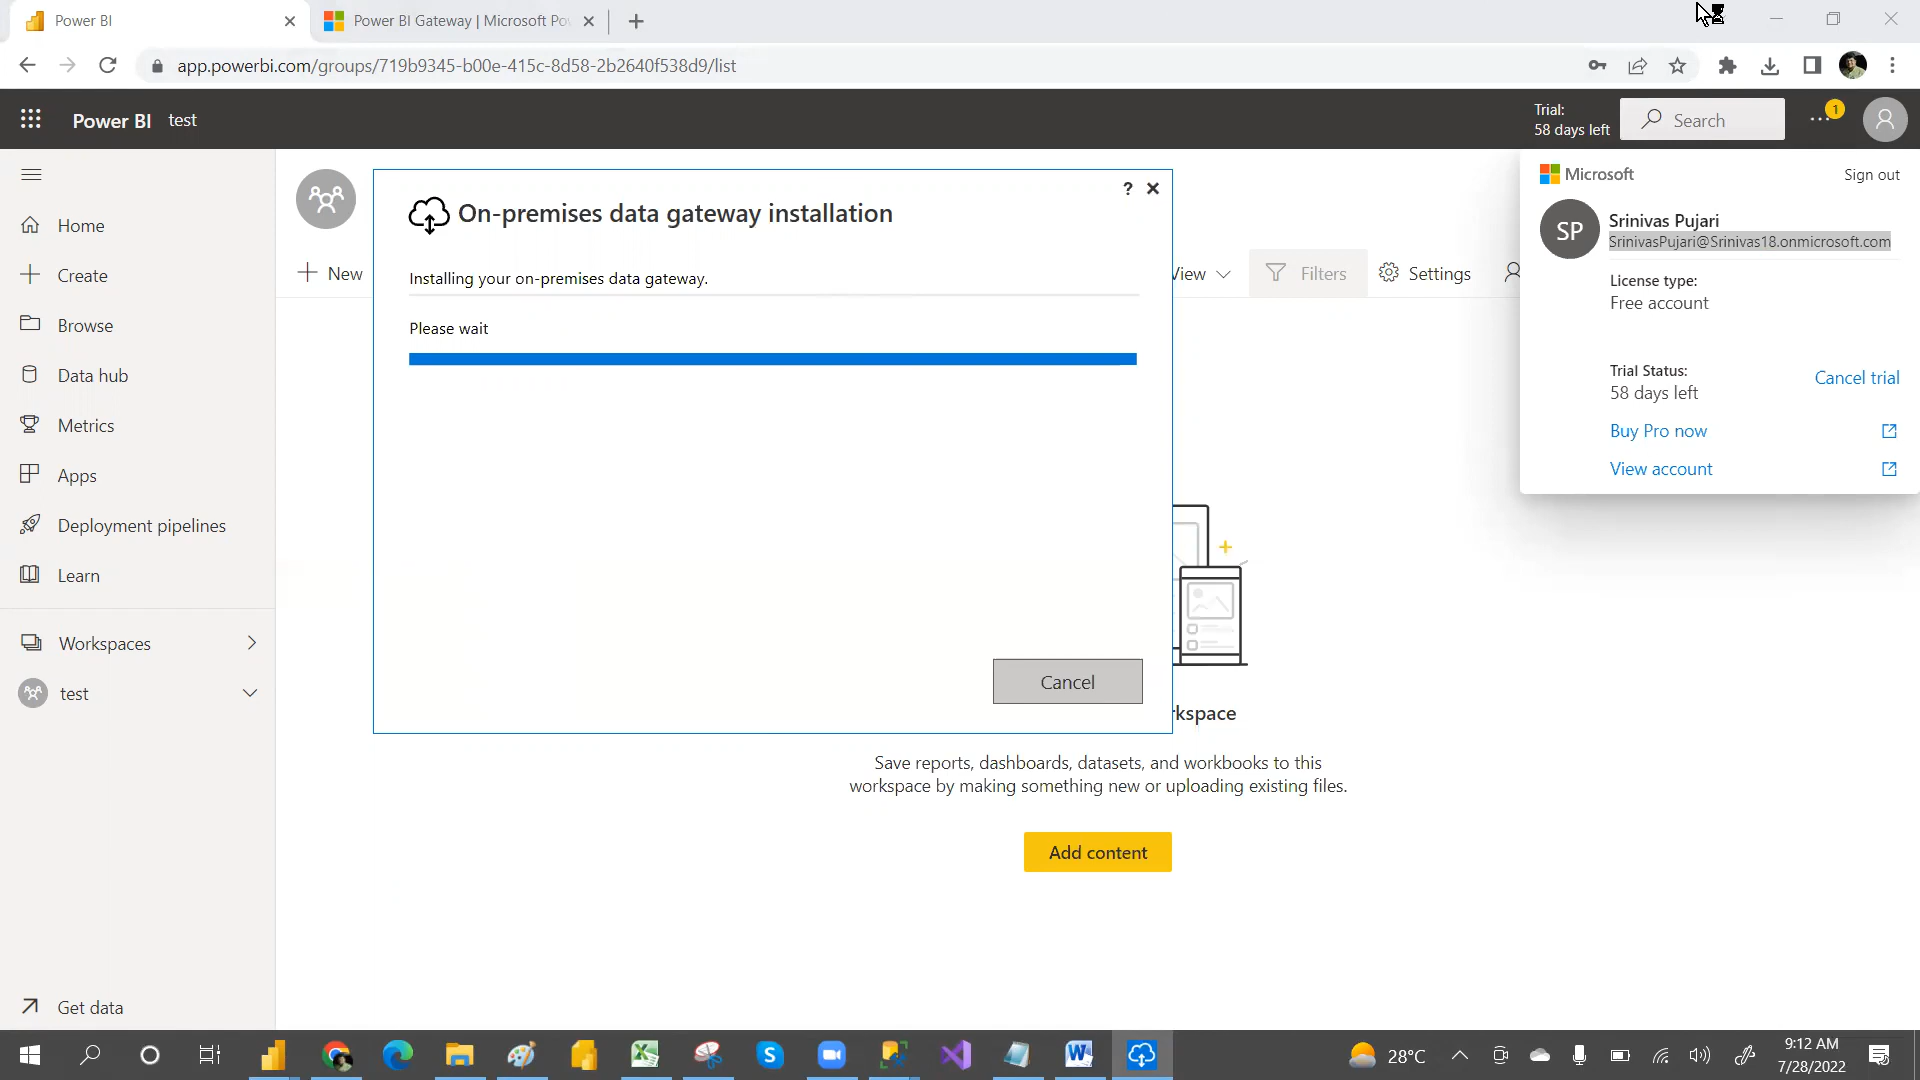 Power BI
Power BI Gateway | Microsoft Po
app.powerbi.com/groups/719b9345-b00e-415c-8d58-2b2640f538d9/list
Power BI test
Trial:
58 days left
Search
1
Home
Create
Browse
Data hub
Metrics
Apps
Deployment pipelines
Learn
Workspaces
test
Get data
New
View
Filters
Settings
? ×
On-premises data gateway installation
Installing your on-premises data gateway.
Please wait
Cancel
Microsoft
Sign out
SP
Srinivas Pujari
SrinivasPujari@Srinivas18.onmicrosoft.com
License type:
Free account
Trial Status:
58 days left
Cancel trial
Buy Pro now
View account
kspace
Save reports, dashboards, datasets, and workbooks to this
workspace by making something new or uploading existing files.
Add content
28°C
9:12 AM
7/28/2022